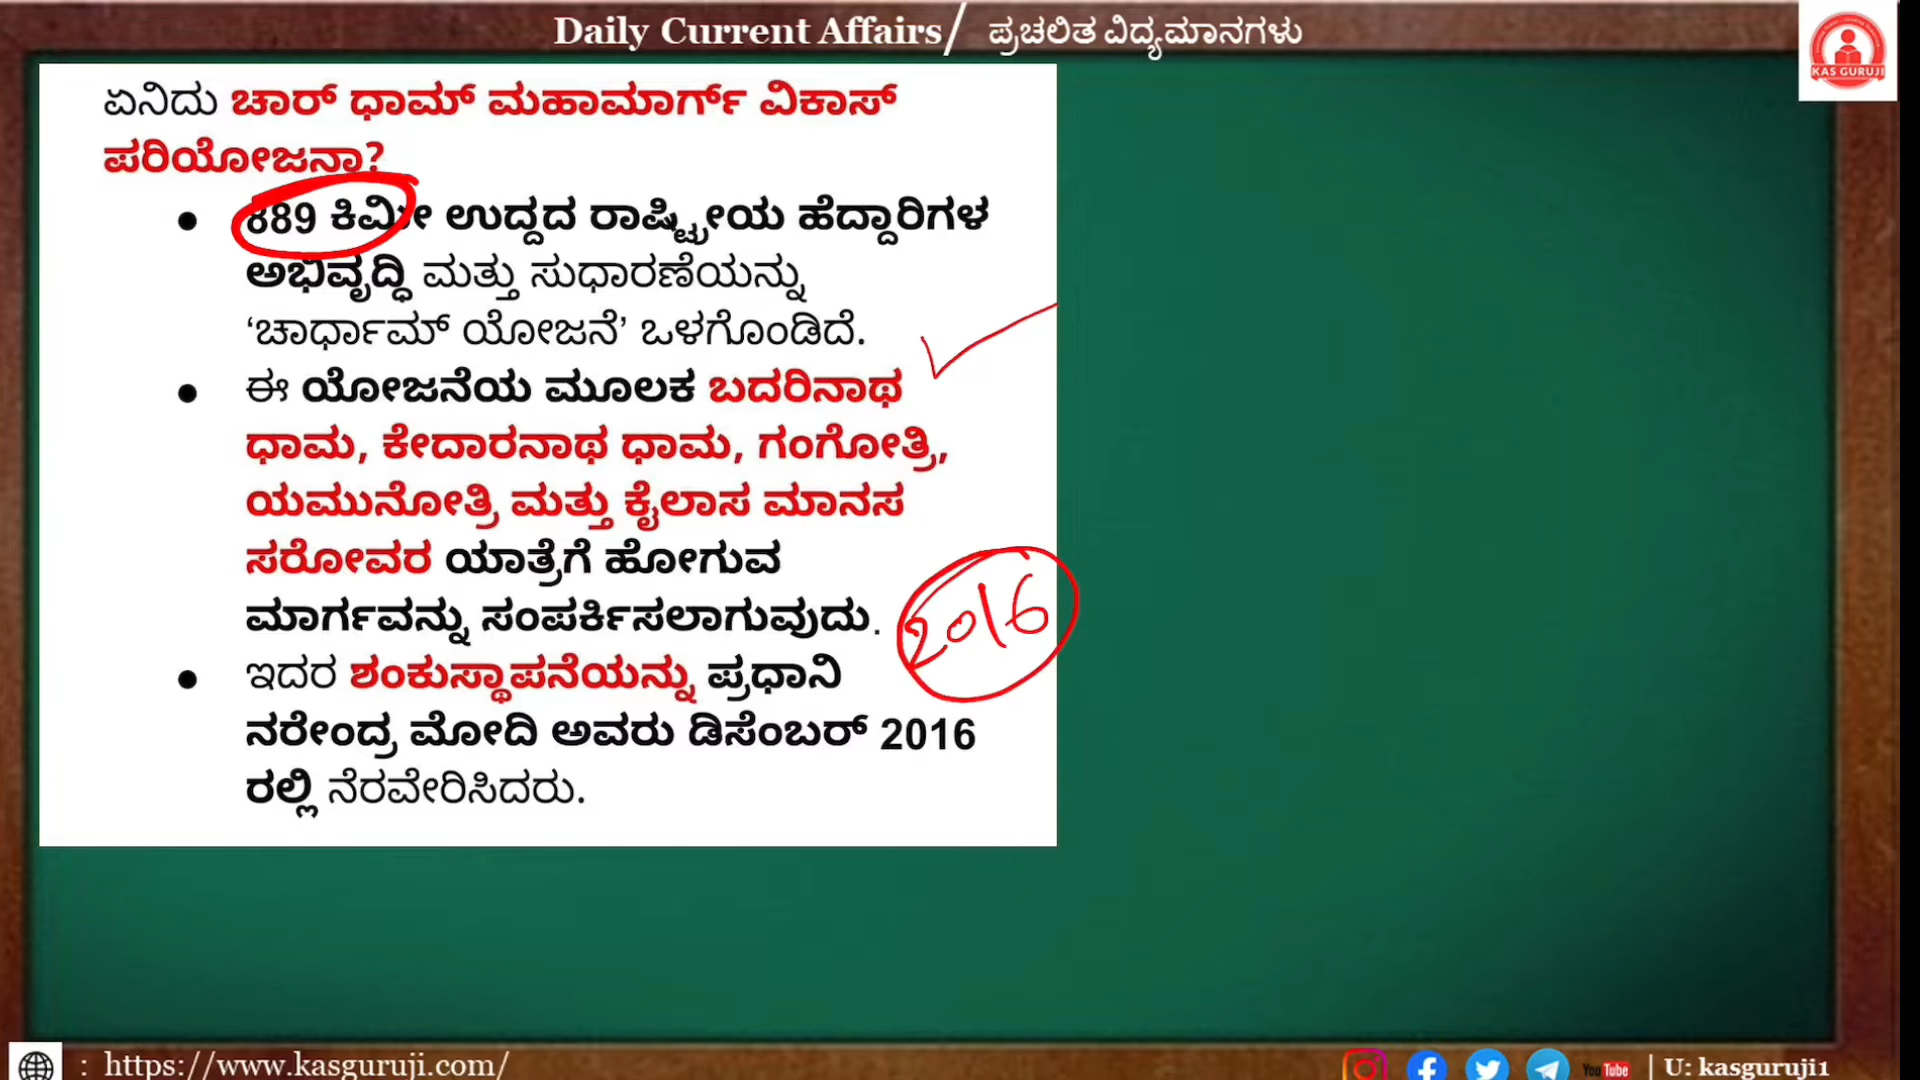 Daily Current Affairs/ ಪ್ರಚಲಿತ ವಿದ್ಯಮಾನಗಳು
KAS GURUJI
ಏನಿದು ಚಾರ್ ಧಾಮ್ ಮಹಾಮಾರ್ಗ್ ವಿಕಾಸ್
ಪರಿಯೋಜನಾ?
● 889 ಕಿಮೀ ಉದ್ದದ ರಾಷ್ಟ್ರೀಯ ಹೆದ್ದಾರಿಗಳ
ಅಭಿವೃದ್ಧಿ ಮತ್ತು ಸುಧಾರಣೆಯನ್ನು
‘ಚಾರ್ಧಾಮ್ ಯೋಜನೆ’ ಒಳಗೊಂಡಿದೆ.
● ಈ ಯೋಜನೆಯ ಮೂಲಕ ಬದರಿನಾಥ
ಧಾಮ, ಕೇದಾರನಾಥ ಧಾಮ, ಗಂಗೋತ್ರಿ,
ಯಮುನೋತ್ರಿ ಮತ್ತು ಕೈಲಾಸ ಮಾನಸ
ಸರೋವರ ಯಾತ್ರೆಗೆ ಹೋಗುವ
ಮಾರ್ಗವನ್ನು ಸಂಪರ್ಕಿಸಲಾಗುವುದು.
2016
● ಇದರ ಶಂಕುಸ್ಥಾಪನೆಯನ್ನು ಪ್ರಧಾನಿ
ನರೇಂದ್ರ ಮೋದಿ ಅವರು ಡಿಸೆಂಬರ್ 2016
ರಲ್ಲಿ ನೆರವೇರಿಸಿದರು.
: https://www.kasguruji.com/
YouTube | U: kasguruji1